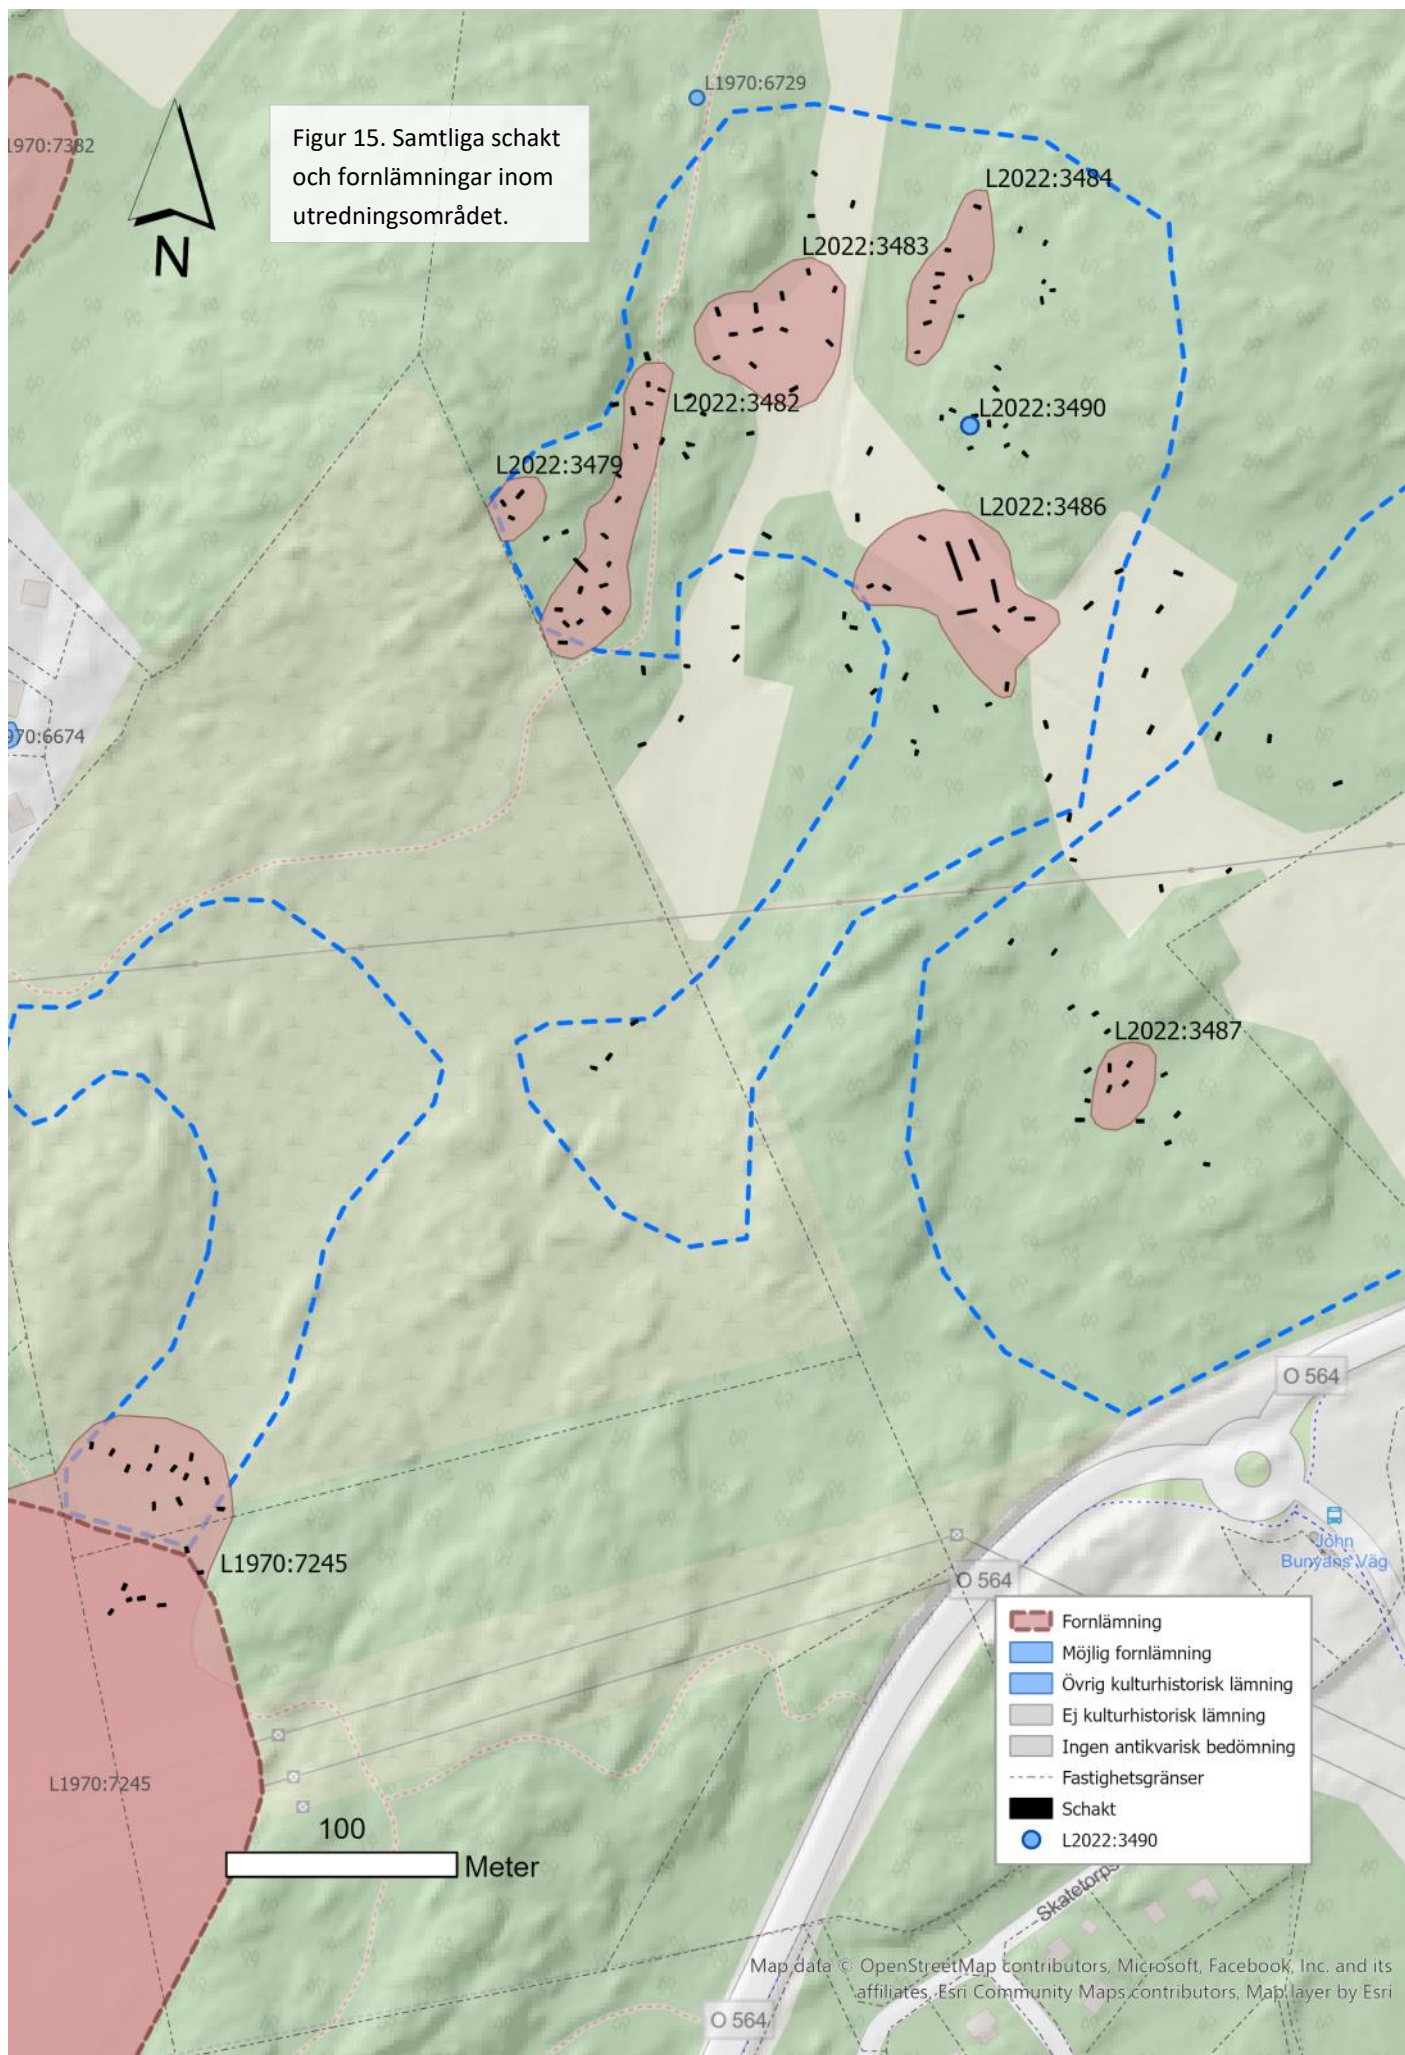 L1970:6729
1970:7382
Figur 15. Samtliga schakt
och fornlämningar inom
utredningsområdet.
N
L2022:3484
L2022:3483
L2022:3482
L2022:3490
L2022:3479
L2022:3486
970:6674
L2022:3487
O 564
John
Bunyans Väg
L1970:7245
O 564
Fornlämning
Möjlig fornlämning
Övrig kulturhistorisk lämning
Ej kulturhistorisk lämning
Ingen antikvarisk bedömning
Fastighetsgränser
Schakt
L2022:3490
L1970:7245
100
Meter
Skatetorps
Map data © OpenStreetMap contributors, Microsoft, Facebook, Inc. and its
affiliates, Esri Community Maps contributors, Map layer by Esri
O 564